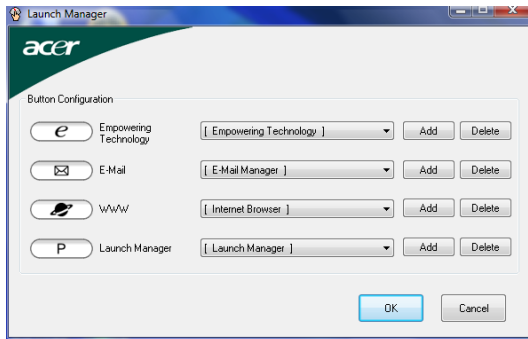 Launch Manager
acer
Button Configuration
e Empowering Technology [ Empowering Technology ] Add Delete
E-Mail [ E-Mail Manager ] Add Delete
WWW [ Internet Browser ] Add Delete
P Launch Manager [ Launch Manager ] Add Delete
OK Cancel